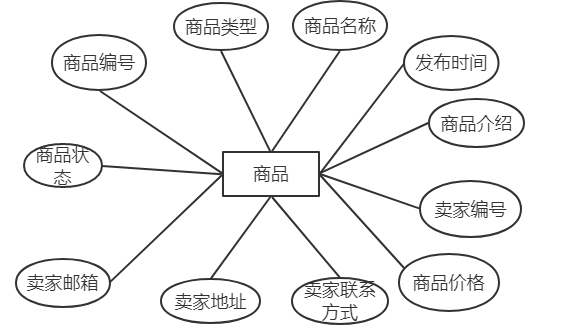 商品类型
商品名称
商品编号
发布时间
商品介绍
商品状
态
商品
卖家编号
卖家邮箱
商品价格
卖家地址
卖家联系
方式